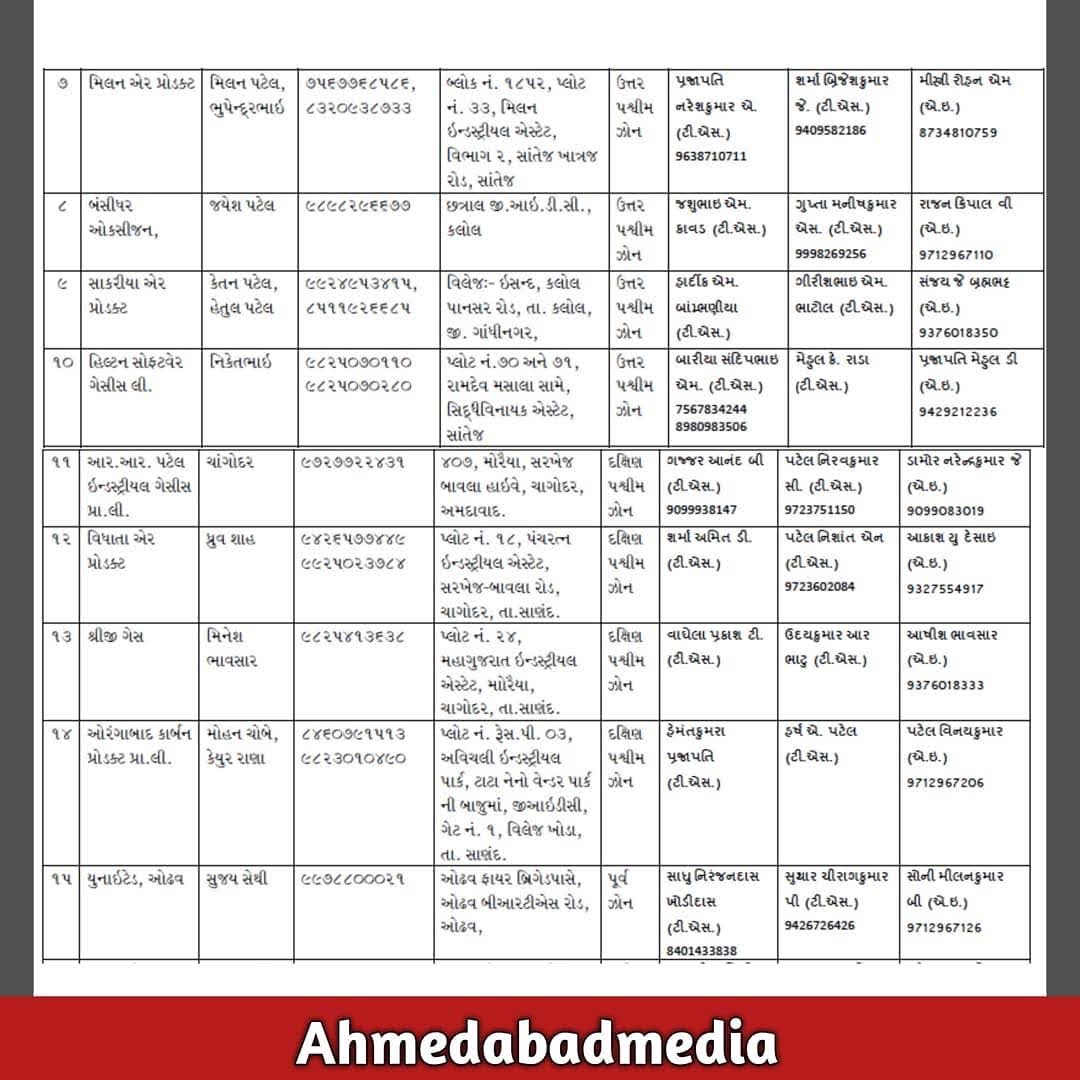 ૭
મિલન એર પ્રોડક્ટ
મિલન પટેલ,
ભુપેન્દ્રભાઇ
૭૫૬૭૭૬૮૫૮૬,
૮૩૨૦૯૩૮૭૩૩
બ્લોક નં. ૧૮૫૨, પ્લોટ
નં. ૩૩, મિલન
ઇન્ડસ્ટ્રીયલ એસ્ટેટ,
વિભાગ ૨, સાંતેજ ખાત્રજ
રોડ, સાંતેજ
ઉત્તર
પશ્ચીમ
ઝોન
પ્રજાપતિ
નરેશકુમાર એ.
(ટી.એસ.)
9638710711
શર્મા બ્રિજેશકુમાર
જે. (ટી.એસ.)
9409582186
મીસ્ત્રી રોહન એમ
(એ.ઇ.)
8734810759
૮
બંસીધર
ઓકસીજન,
જયેશ પટેલ
૯૮૯૮૨૯૬૬૭૭
છત્રાલ જી.આઇ.ડી.સી.,
કલોલ
ઉત્તર
પશ્ચીમ
ઝોન
જશુભાઇ એમ.
કાવડ (ટી.એસ.)
ગુપ્તા મનીષકુમાર
એસ. (ટી.એસ.)
9998269256
રાજન કિપાલ વી
(એ.ઇ.)
9712967110
૯
સાકરીયા એર
પ્રોડક્ટ
કેતન પટેલ,
હેતુલ પટેલ
૯૯૨૪૯૫૩૪૧૫,
૮૫૧૧૯૨૬૬૮૫
વિલેજઃ- ઇસન્દ, કલોલ
પાનસર રોડ, તા. કલોલ,
જી. ગાંધીનગર,
ઉત્તર
પશ્ચીમ
ઝોન
હાર્દીક એમ.
બાંભણીયા
(ટી.એસ.)
ગીરીશભાઇ એમ.
ભાટોલ (ટી.એસ.)
સંજય જે બ્રહ્મભટ્ટ
(એ.ઇ.)
9376018350
૧૦
હિલ્ટન સોફ્ટવેર
ગેસીસ લી.
નિકેતભાઇ
૯૮૨૫૦૭૦૧૧૦
૯૮૨૫૦૭૦૨૮૦
પ્લોટ નં.૭૦ અને ૭૧,
રામદેવ મસાલા સામે,
સિદ્ધીવિનાયક એસ્ટેટ,
સાંતેજ
ઉત્તર
પશ્ચીમ
ઝોન
બારીયા સંદિપભાઇ
એમ. (ટી.એસ.)
7567834244
8980983506
મેહુલ કે. રાડા
(ટી.એસ.)
પ્રજાપતિ મેહુલ ડી
(એ.ઇ.)
9429212236
૧૧
આર.આર. પટેલ
ઇન્ડસ્ટ્રીયલ ગેસીસ
પ્રા.લી.
ચાંગોદર
૯૭૨૭૭૨૨૪૩૧
૪૦૭, મોરૈયા, સરખેજ
બાવલા હાઇવે, ચાગોદર,
અમદાવાદ.
દક્ષિણ
પશ્ચીમ
ઝોન
ગજ્જર આનંદ બી
(ટી.એસ.)
9099938147
પટેલ નિરવકુમાર
સી. (ટી.એસ.)
9723751150
ડામોર નરેન્દ્રકુમાર જે
(એ.ઇ.)
9099083019
૧૨
વિધાતા એર
પ્રોડક્ટ
ધ્રુવ શાહ
૯૪૨૬૫૭૭૪૪૯
૯૯૨૫૦૨૩૭૮૪
પ્લોટ નં. ૧૮, પંચરત્ન
ઇન્ડસ્ટ્રીયલ એસ્ટેટ,
સરખેજ-બાવલા રોડ,
ચાગોદર, તા.સાણંદ.
દક્ષિણ
પશ્ચીમ
ઝોન
શર્મા અમિત ડી.
(ટી.એસ.)
પટેલ નિશાંત એન
(ટી.એસ.)
9723602084
આકાશ યુ દેસાઇ
(એ.ઇ.)
9327554917
૧૩
શ્રીજી ગેસ
મિનેશ
ભાવસાર
૯૮૨૫૪૧૩૬૩૮
પ્લોટ નં. ૨૪,
મહાગુજરાત ઇન્ડસ્ટ્રીયલ
એસ્ટેટ, મોરૈયા,
ચાગોદર, તા.સાણંદ.
દક્ષિણ
પશ્ચીમ
ઝોન
વાઘેલા પ્રકાશ ટી.
(ટી.એસ.)
ઉદયકુમાર આર
ભાટુ (ટી.એસ.)
આષીશ ભાવસાર
(એ.ઇ.)
9376018333
૧૪
ઓરંગાબાદ કાર્બન
પ્રોડક્ટ પ્રા.લી.
મોહન ચોબે,
કેયુર રાણા
૮૪૬૦૭૯૧૫૧૩
૯૮૨૩૦૧૦૪૯૦
પ્લોટ નં. રૂેસ.પી. ૦૩,
અવિચલી ઇન્ડસ્ટ્રીયલ
પાર્ક, ટાટા નેનો વેન્ડર પાર્ક
ની બાજુમાં, જીઆઇડીસી,
ગેટ નં. ૧, વિલેજ ખોડા,
તા. સાણંદ.
દક્ષિણ
પશ્ચીમ
ઝોન
હેમંતકુમરા
પ્રજાપતિ
(ટી.એસ.)
હર્ષ એ. પટેલ
(ટી.એસ.)
પટેલ વિનયકુમાર
(એ.ઇ.)
9712967206
૧૫
યુનાઇટેડ, ઓઢવ
સુજય સેથી
૯૯૭૮૮૦૦૦૨૧
ઓઢવ ફાયર બ્રિગેડપાસે,
ઓઢવ બીઆરટીએસ રોડ,
ઓઢવ,
પૂર્વ
ઝોન
સાધુ નિરંજનદાસ
ખોડીદાસ
(ટી.એસ.)
8401433838
સુથાર ચીરાગકુમાર
પી (ટી.એસ.)
9426726426
સોની મીલનકુમાર
બી (એ.ઇ.)
9712967126
Ahmedabadmedia